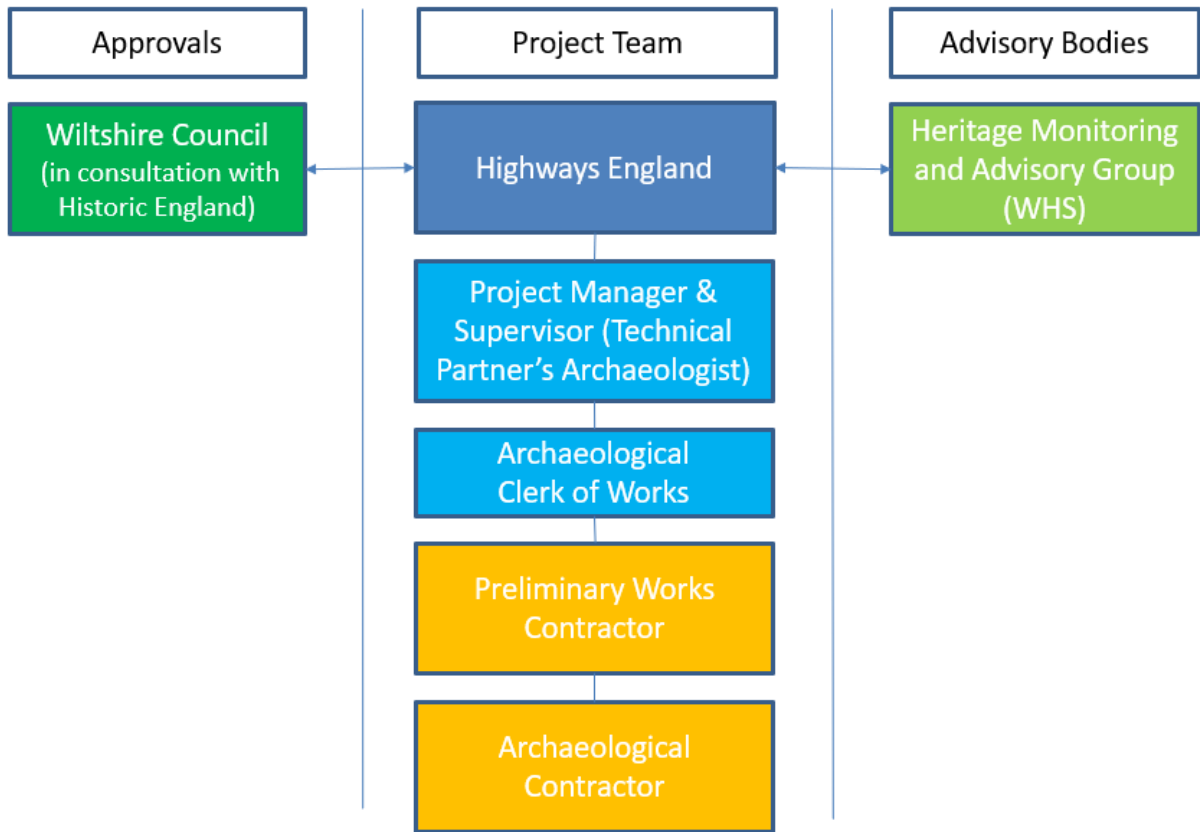 Approvals
Project Team
Advisory Bodies
Wiltshire Council
(in consultation with
Historic England)
Highways England
Heritage Monitoring
and Advisory Group
(WHS)
Project Manager &
Supervisor (Technical
Partner's Archaeologist)
Archaeological
Clerk of Works
Preliminary Works
Contractor
Archaeological
Contractor